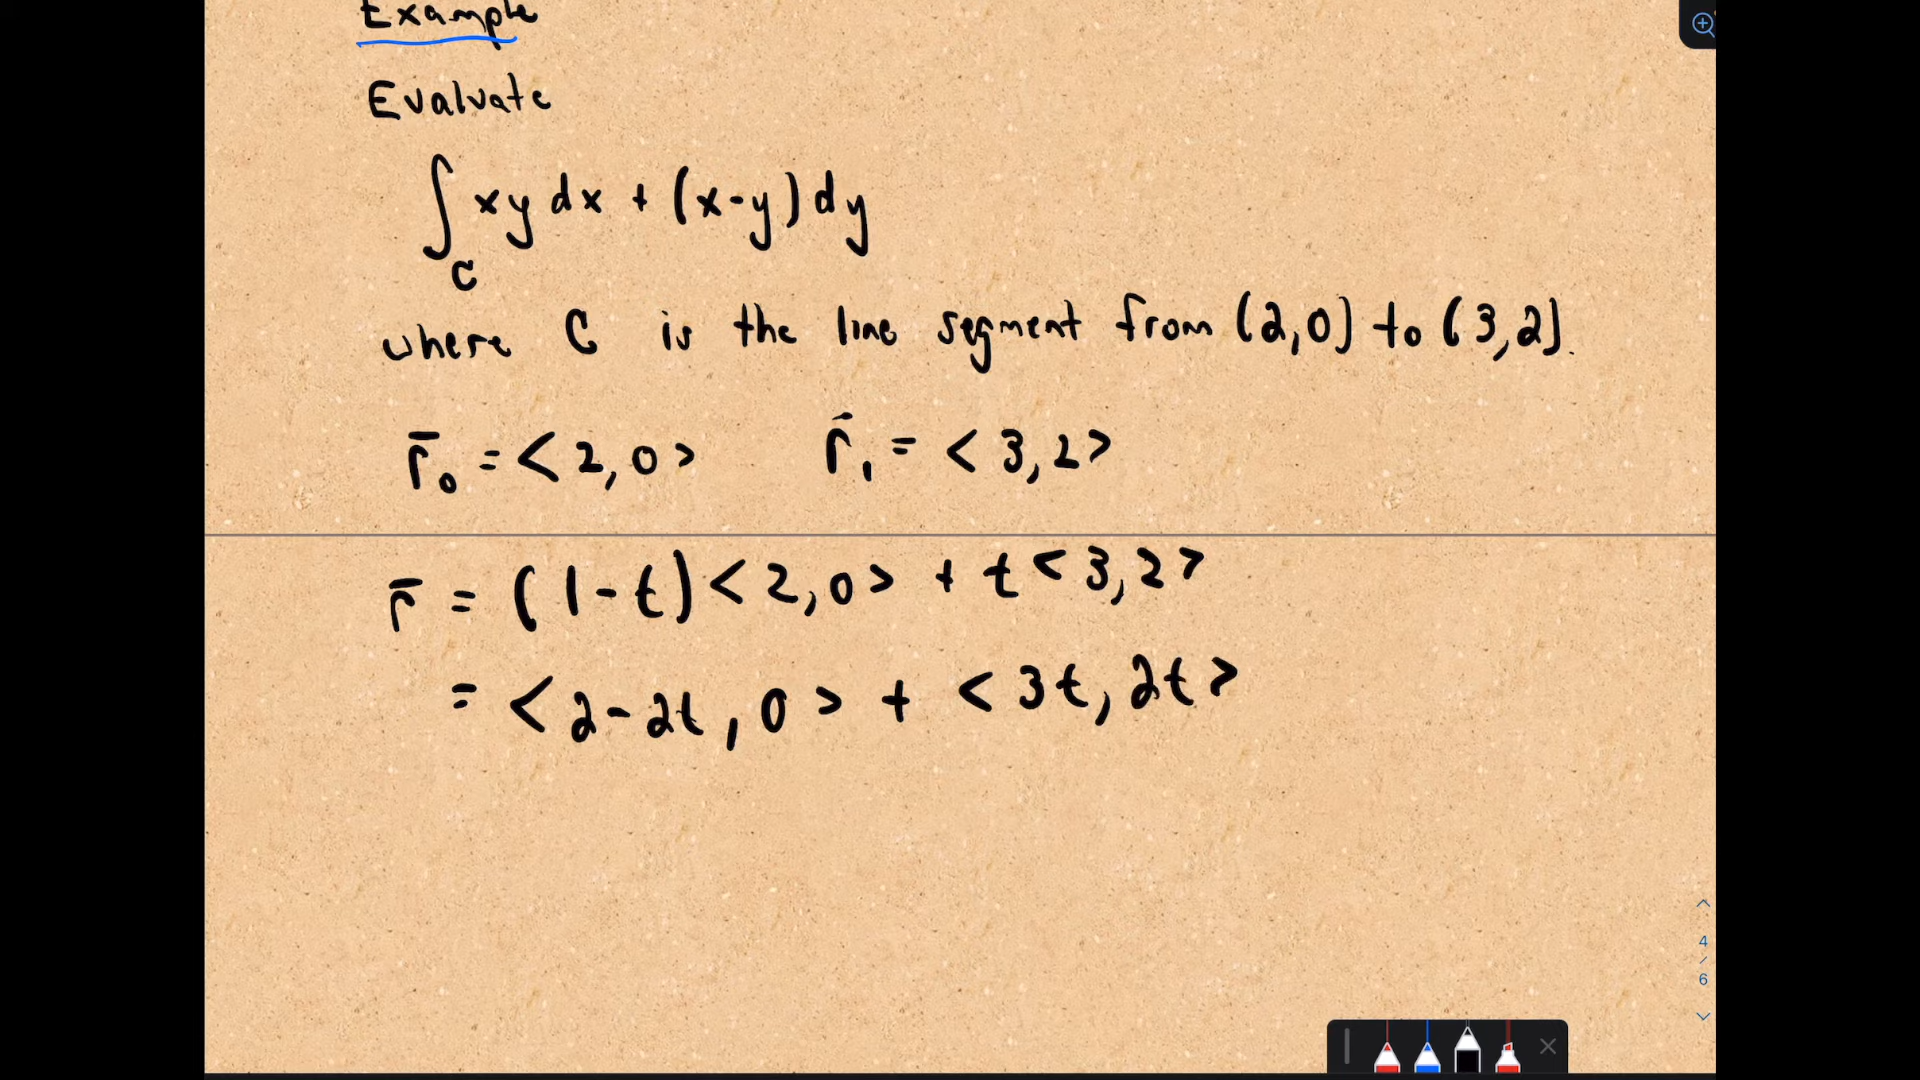 Example
Evaluate
∫_C xy dx + (x-y) dy
where C is the line segment from (2,0) to (3,2).
r̄₀ = <2,0>  r⃗₁ = <3,2>
r̄ = (1-t)<2,0> + t<3,2>
= <2-2t, 0> + <3t, 2t>
4
/
6